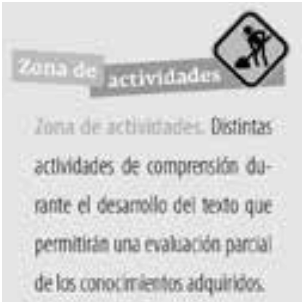 Zona de actividades
Zona de actividades. Distintas
actividades de comprensión du-
rante el desarrollo del texto que
permitirán una evaluación parcial
de los conocimientos adquiridos.